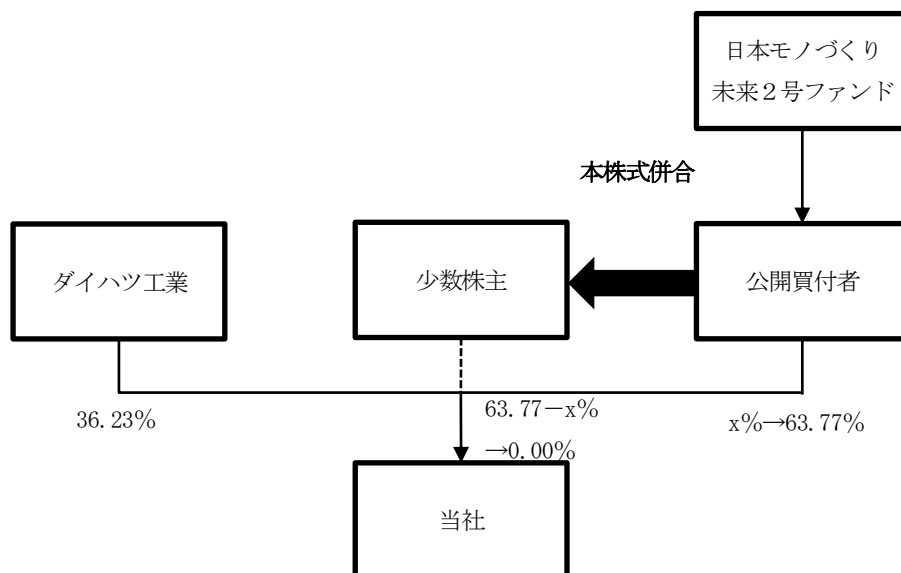 日本モノづくり
未来２号ファンド
本株式併合
ダイハツ工業
少数株主
公開買付者
36.23%
63.77－x%
→0.00%
x%→63.77%
当社